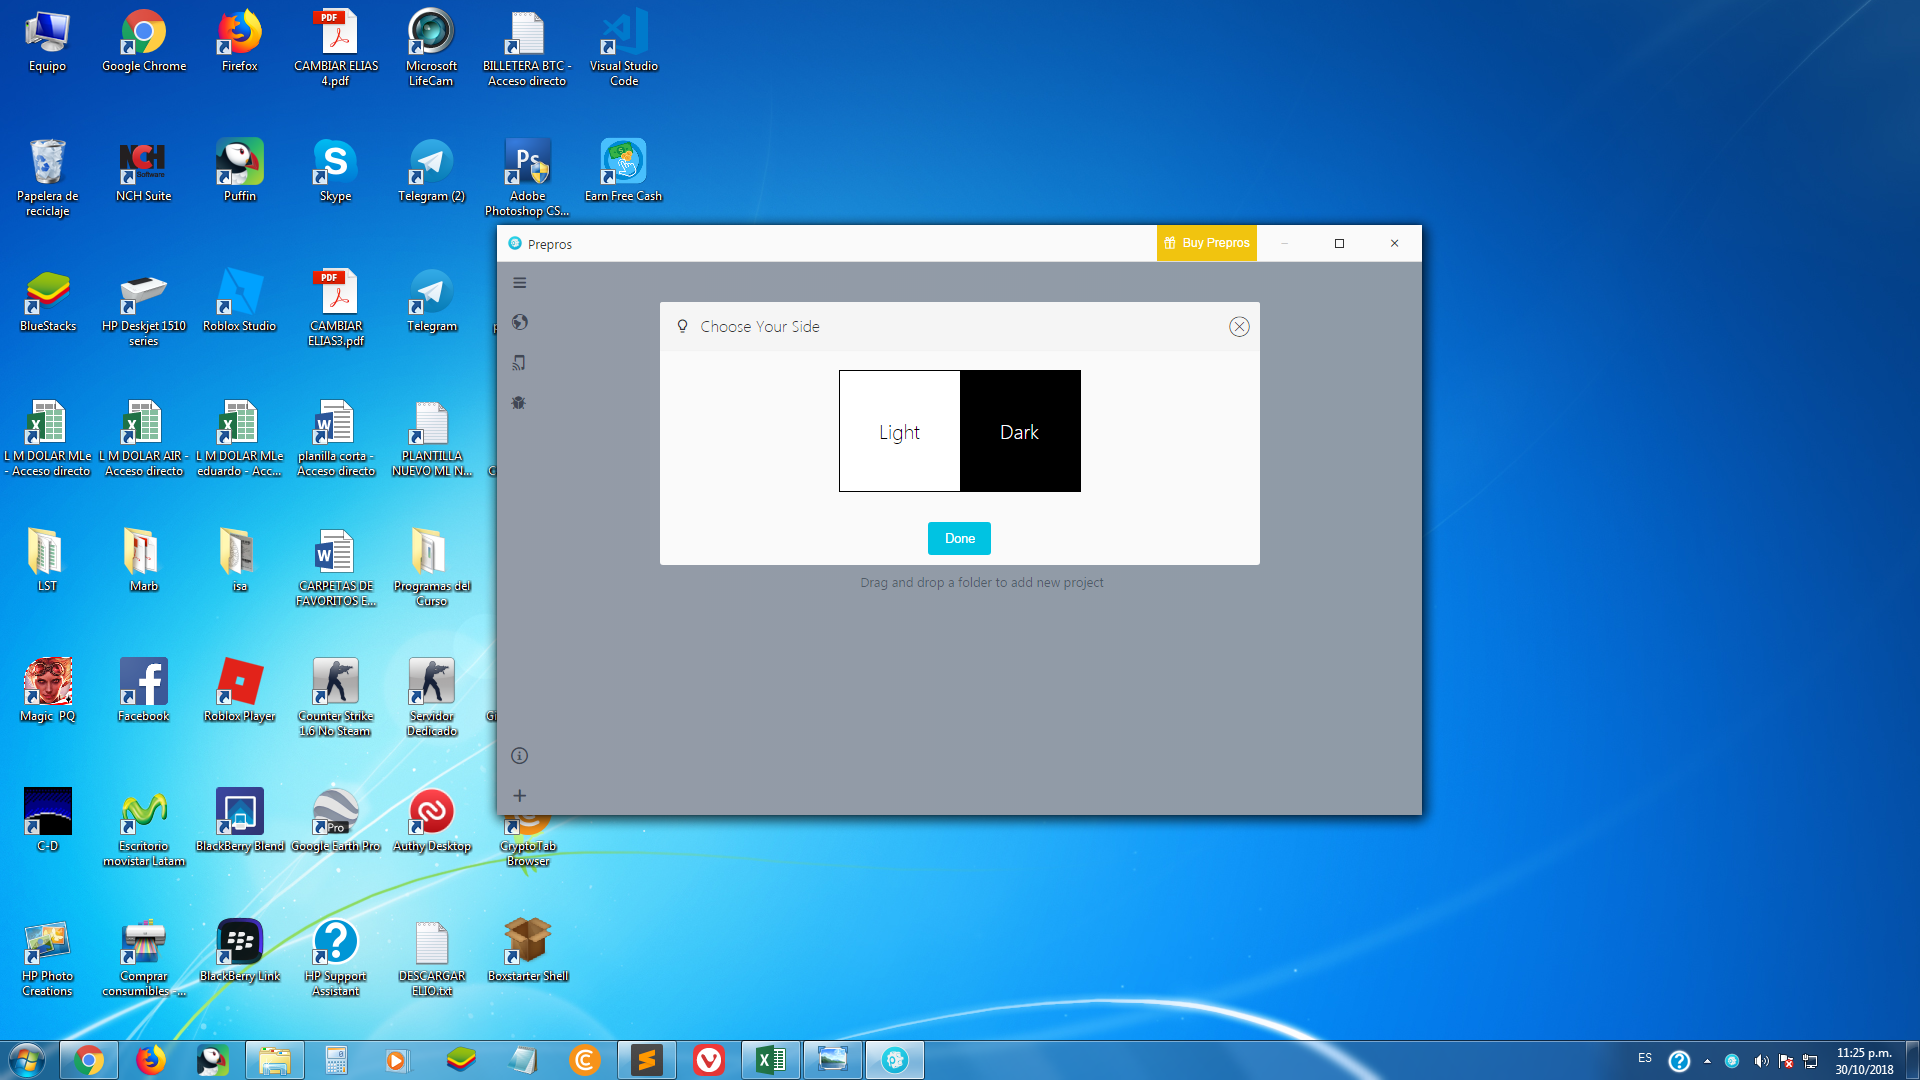 Equipo
Google Chrome
Firefox
PDF
CAMBIAR ELIAS
4.pdf
Microsoft
LifeCam
BILLETERA BTC -
Acceso directo
Visual Studio
Code
Papelera de
reciclaje
NCH
Software
NCH Suite
Puffin
Skype
Telegram (2)
Ps
Adobe
Photoshop CS...
Earn Free Cash
BlueStacks
HP Deskjet 1510
series
Roblox Studio
PDF
CAMBIAR
ELIAS3.pdf
Telegram
L M DOLAR MLe
- Acceso directo
L M DOLAR AIR -
Acceso directo
L M DOLAR MLe
eduardo - Acc...
planilla corta -
Acceso directo
PLANTILLA
NUEVO ML N...
LST
Marb
isa
CARPETAS DE
FAVORITOS E...
Programas del
Curso
Magic PQ
Facebook
Roblox Player
Counter Strike
1.6 No Steam
Servidor
Dedicado
C-D
Escritorio
movistar Latam
BlackBerry Blend
Pro
Google Earth Pro
Authy Desktop
CryptoTab
Browser
HP Photo
Creations
Comprar
consumibles -...
BlackBerry Link
HP Support
Assistant
DESCARGAR
ELIO.txt
Boxstarter Shell
Prepros
Buy Prepros
Choose Your Side
Light
Dark
Done
Drag and drop a folder to add new project
ES
11:25 p.m.
30/10/2018